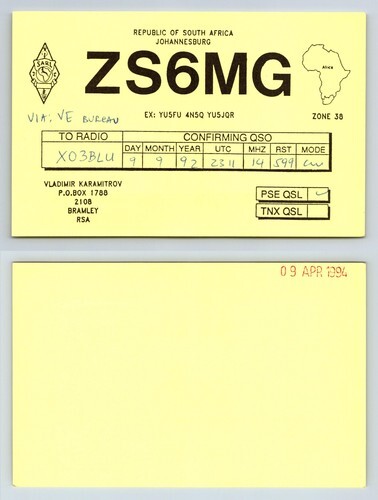 REPUBLIC OF SOUTH AFRICA
JOHANNESBURG
SARL
ZS6MG
Africa
VIA: VE BUREAU
EX: YU5FU 4N5Q YU5JQR
ZONE 38
TO RADIO CONFIRMING QSO
DAY MONTH YEAR UTC MHZ RST MODE
XO3BLU 9 9 92 2311 14 599 CW
VLADIMIR KARAMITROV
P.O.BOX 1788
2108
BRAMLEY
RSA
PSE QSL ✓
TNX QSL
09 APR 1994